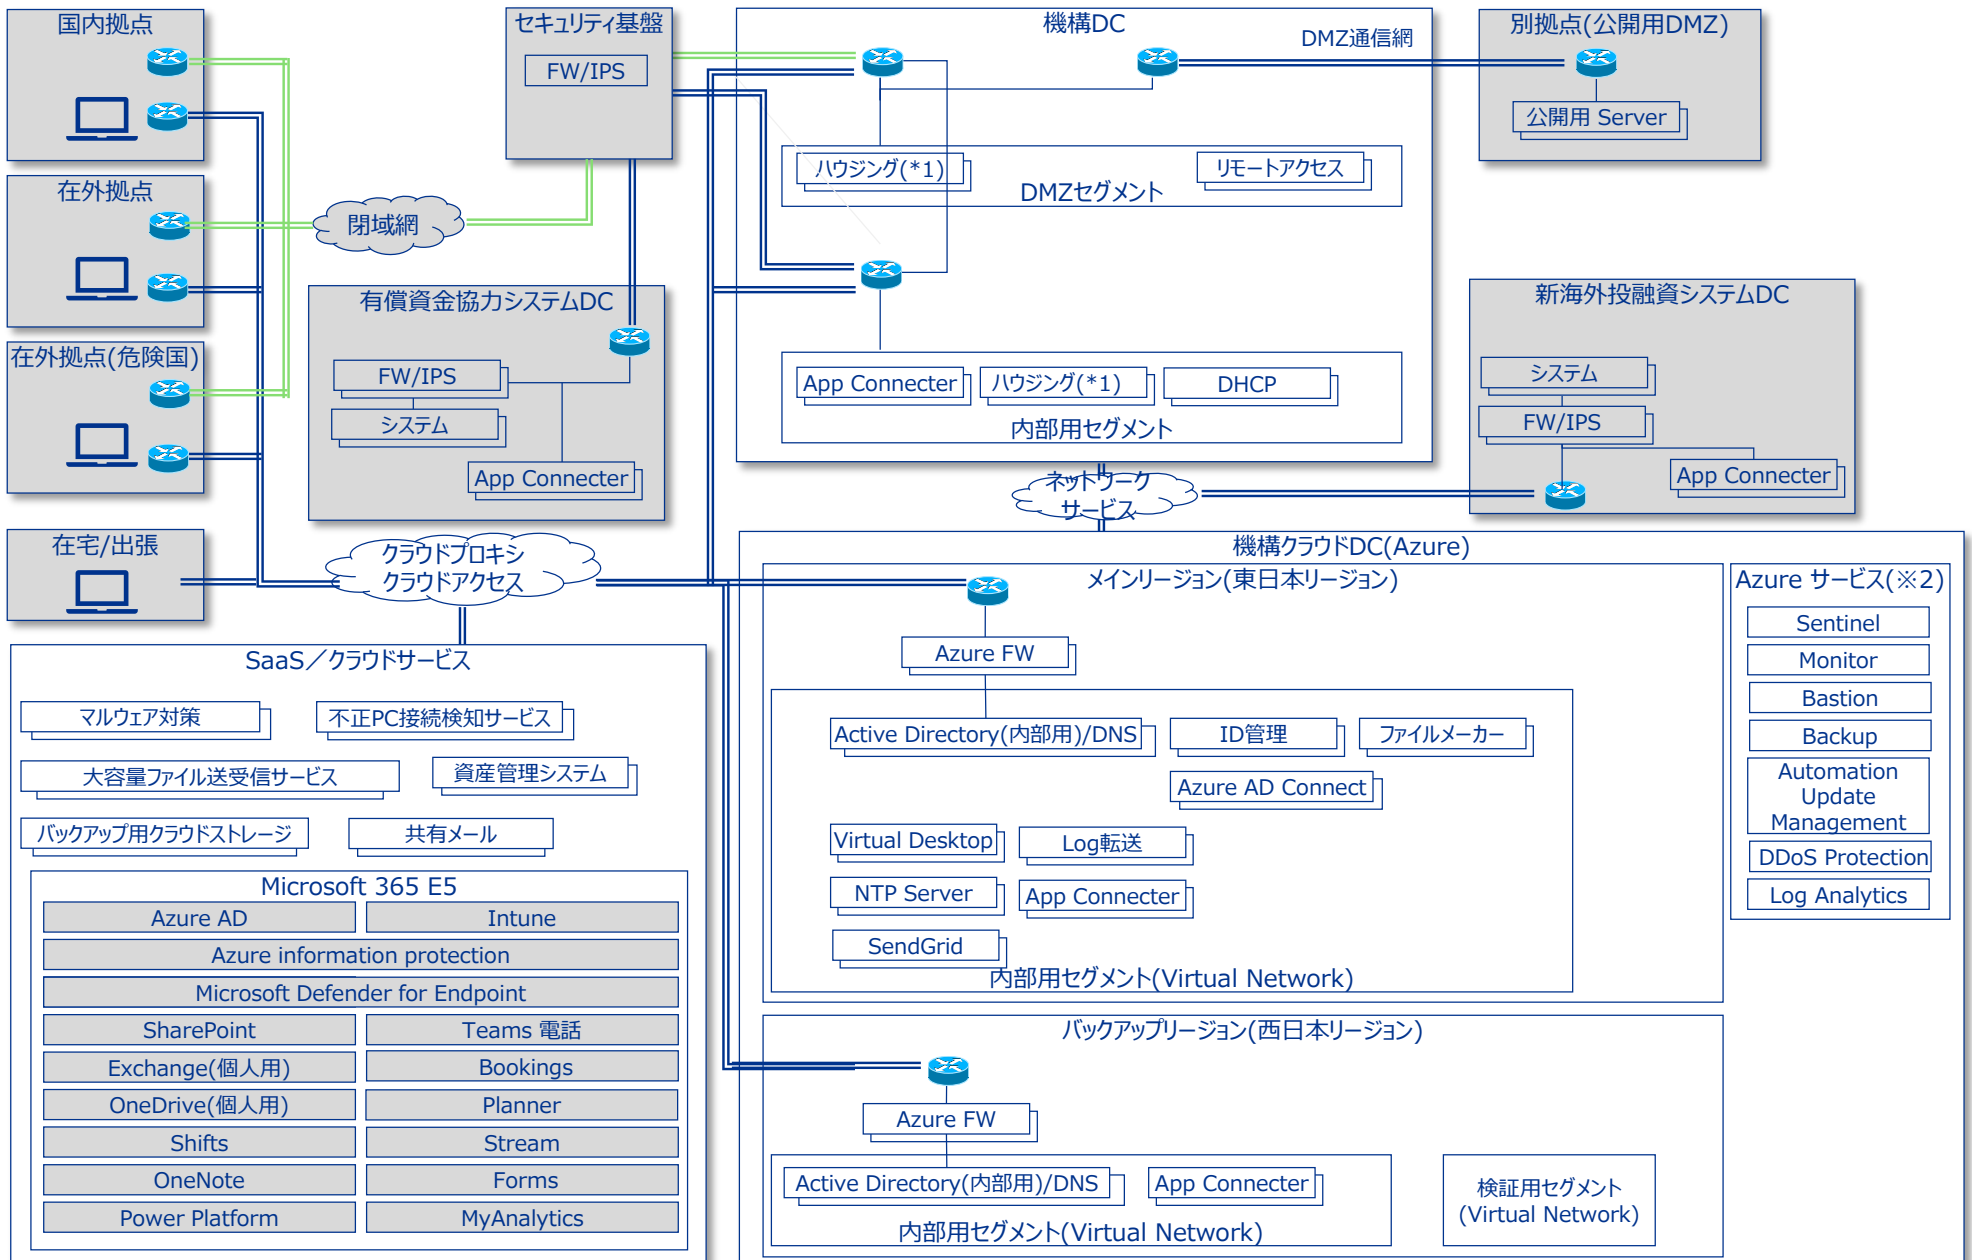 国内拠点
在外拠点
在外拠点(危険国)
在宅/出張
閉域網
セキュリティ基盤
FW/IPS
有償資金協力システムDC
FW/IPS
システム
App Connecter
クラウドプロキシ
クラウドアクセス
機構DC
DMZ通信網
ハウジング(*1)
リモートアクセス
DMZセグメント
App Connecter
ハウジング(*1)
DHCP
内部用セグメント
別拠点(公開用DMZ)
公開用 Server
新海外投融資システムDC
システム
FW/IPS
App Connecter
ネットワーク
サービス
SaaS／クラウドサービス
マルウェア対策
不正PC接続検知サービス
大容量ファイル送受信サービス
資産管理システム
バックアップ用クラウドストレージ
共有メール
Microsoft 365 E5
Azure AD
Intune
Azure information protection
Microsoft Defender for Endpoint
SharePoint
Teams 電話
Exchange(個人用)
Bookings
OneDrive(個人用)
Planner
Shifts
Stream
OneNote
Forms
Power Platform
MyAnalytics
機構クラウドDC(Azure)
メインリージョン(東日本リージョン)
Azure FW
Active Directory(内部用)/DNS
ID管理
ファイルメーカー
Azure AD Connect
Virtual Desktop
Log転送
NTP Server
App Connecter
SendGrid
内部用セグメント(Virtual Network)
バックアップリージョン(西日本リージョン)
Azure FW
Active Directory(内部用)/DNS
App Connecter
内部用セグメント(Virtual Network)
検証用セグメント
(Virtual Network)
Azure サービス(※2)
Sentinel
Monitor
Bastion
Backup
Automation
Update
Management
DDoS Protection
Log Analytics